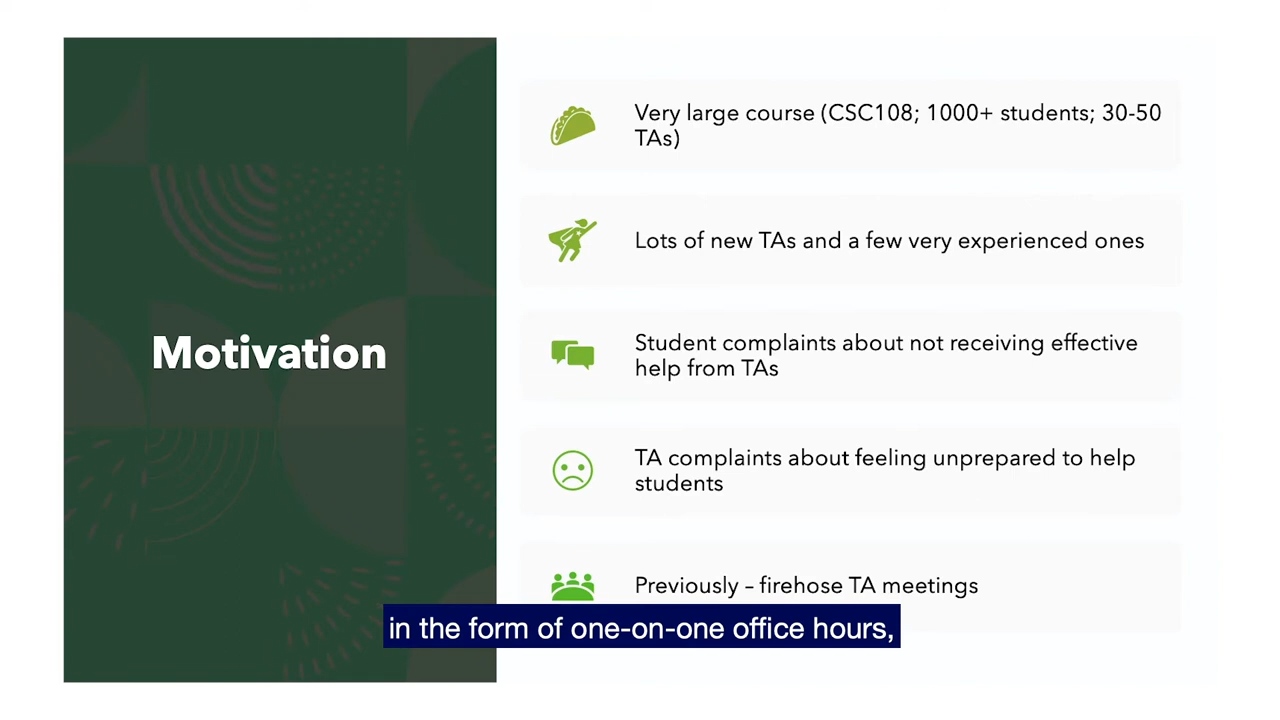 Motivation
Very large course (CSC108; 1000+ students; 30-50
TAs)
Lots of new TAs and a few very experienced ones
Student complaints about not receiving effective
help from TAs
TA complaints about feeling unprepared to help
students
Previously – firehose TA meetings
in the form of one-on-one office hours,